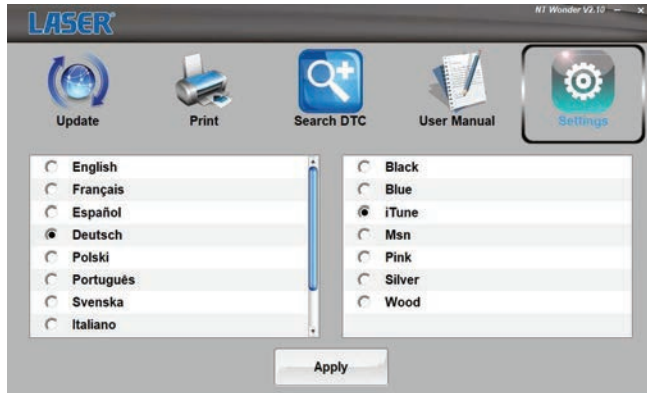 NT Wonder V2.10
LASER®
Update
Print
Search DTC
User Manual
Settings
English
Français
Español
Deutsch
Polski
Português
Svenska
Italiano
Black
Blue
iTune
Msn
Pink
Silver
Wood
Apply